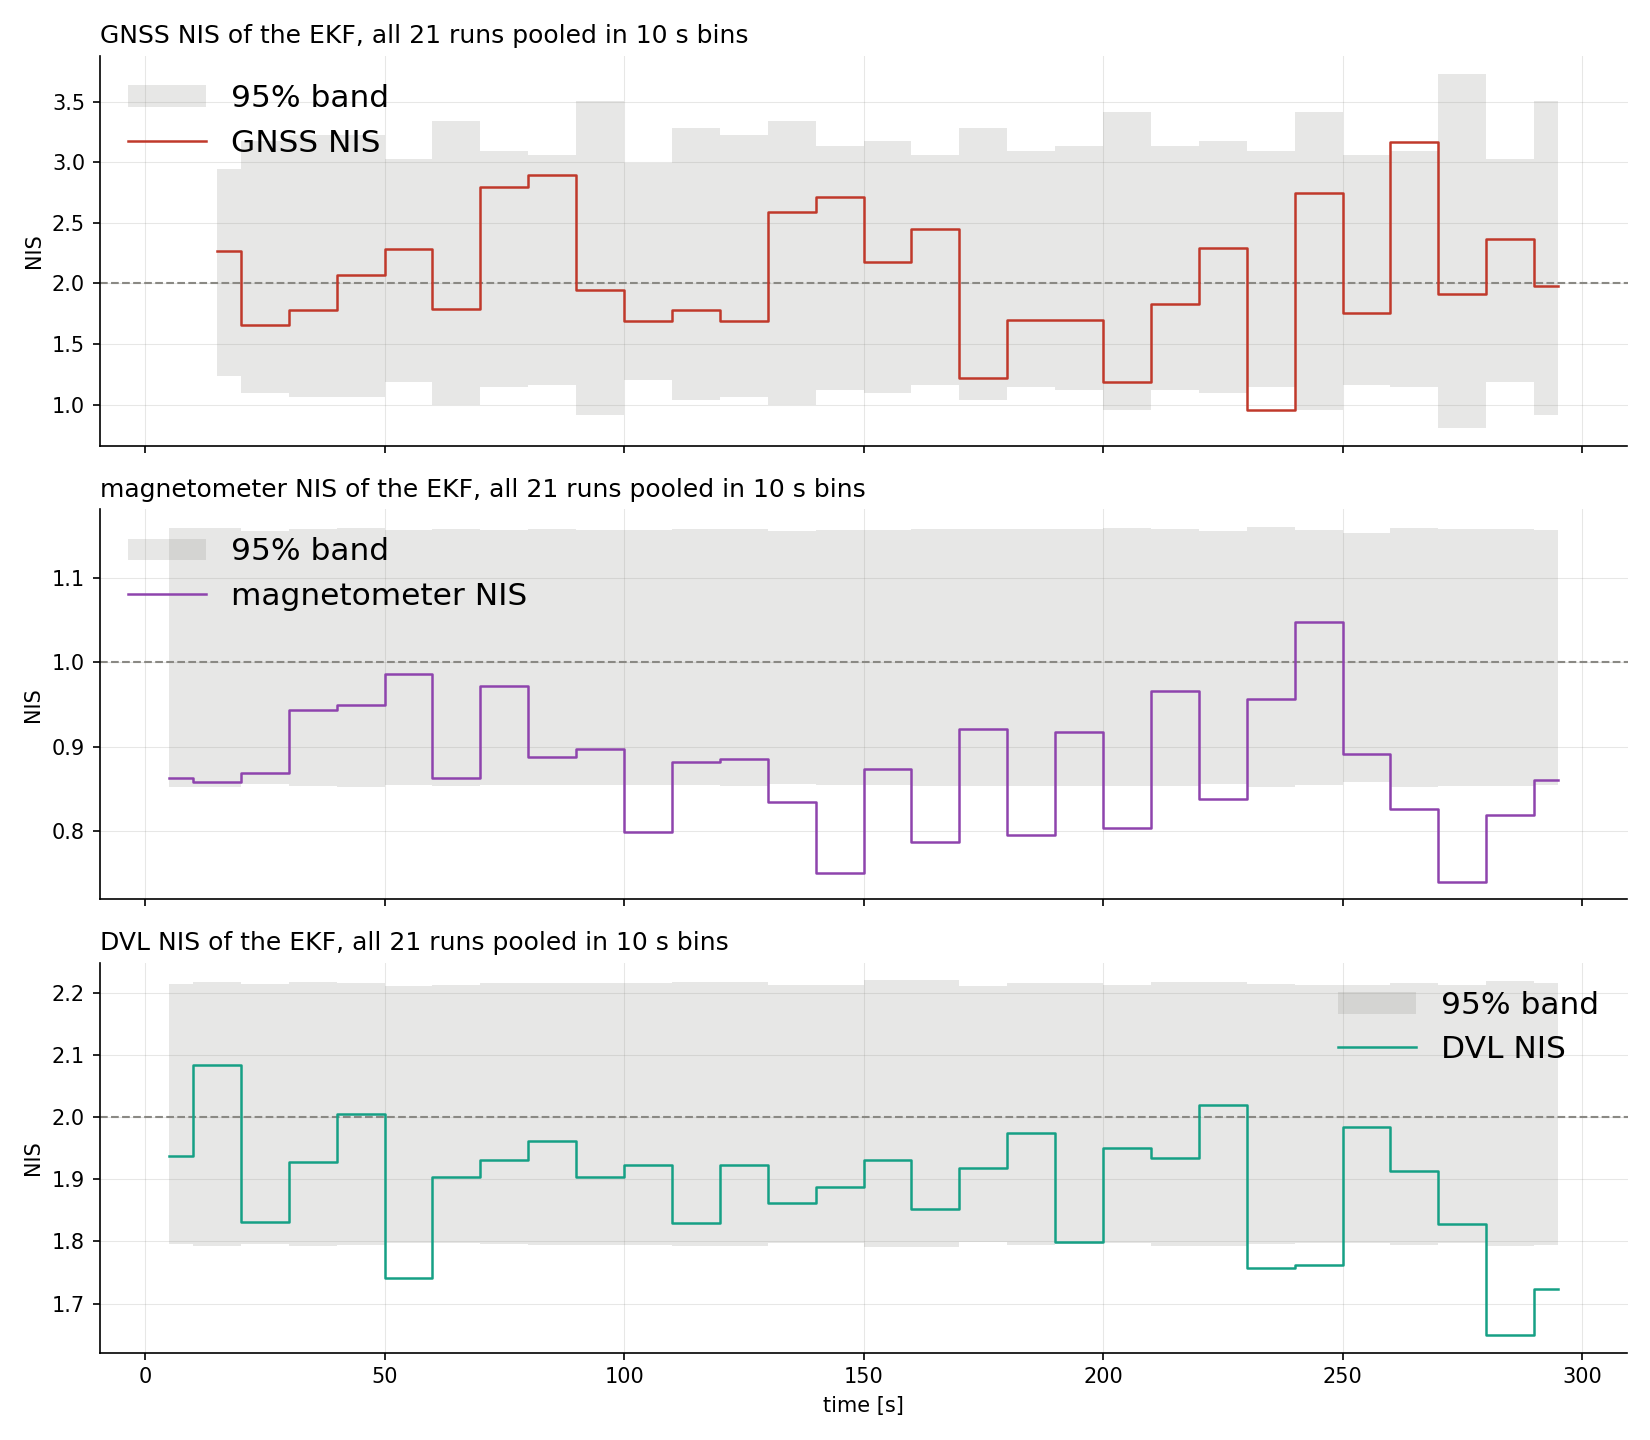 GNSS NIS of the EKF, all 21 runs pooled in 10 s bins
95% band
GNSS NIS
NIS
3.5
3.0
2.5
2.0
1.5
1.0
magnetometer NIS of the EKF, all 21 runs pooled in 10 s bins
95% band
magnetometer NIS
NIS
1.1
1.0
0.9
0.8
DVL NIS of the EKF, all 21 runs pooled in 10 s bins
95% band
DVL NIS
NIS
2.2
2.1
2.0
1.9
1.8
1.7
0 50 100 150 200 250 300
time [s]